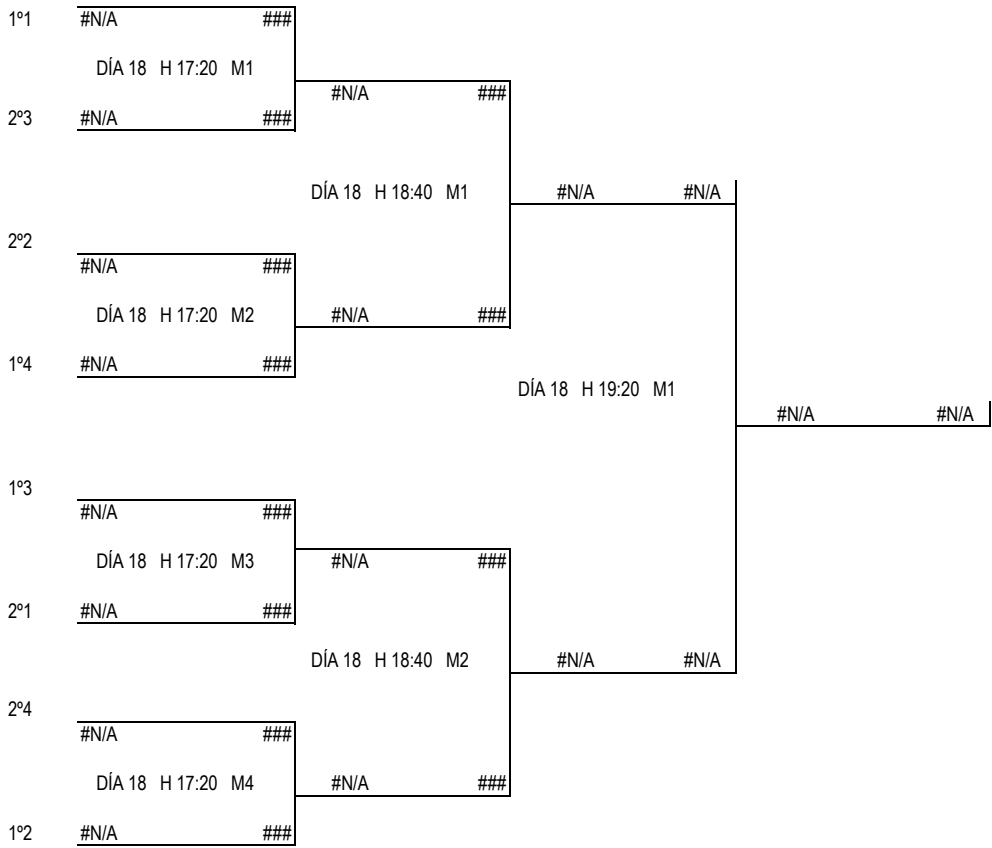 1º1 #N/A ###
DÍA 18 H 17:20 M1
#N/A ###
2º3 #N/A ###
DÍA 18 H 18:40 M1 #N/A #N/A
2º2
#N/A ###
DÍA 18 H 17:20 M2 #N/A ###
1º4 #N/A ###
DÍA 18 H 19:20 M1
#N/A #N/A
1º3
#N/A ###
DÍA 18 H 17:20 M3 #N/A ###
2º1 #N/A ###
DÍA 18 H 18:40 M2 #N/A #N/A
2º4
#N/A ###
DÍA 18 H 17:20 M4 #N/A ###
1º2 #N/A ###